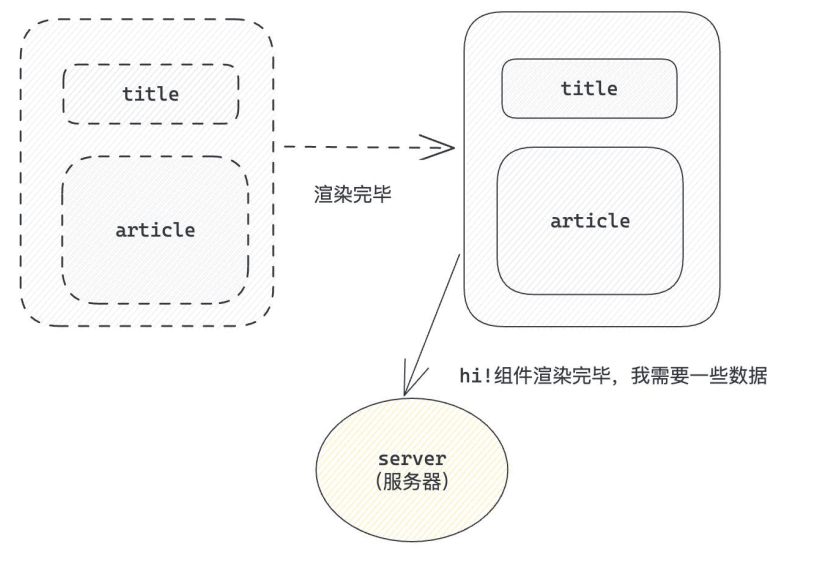 title
title
渲染完毕
article
article
hi!组件渲染完毕，我需要一些数据
server
(服务器)